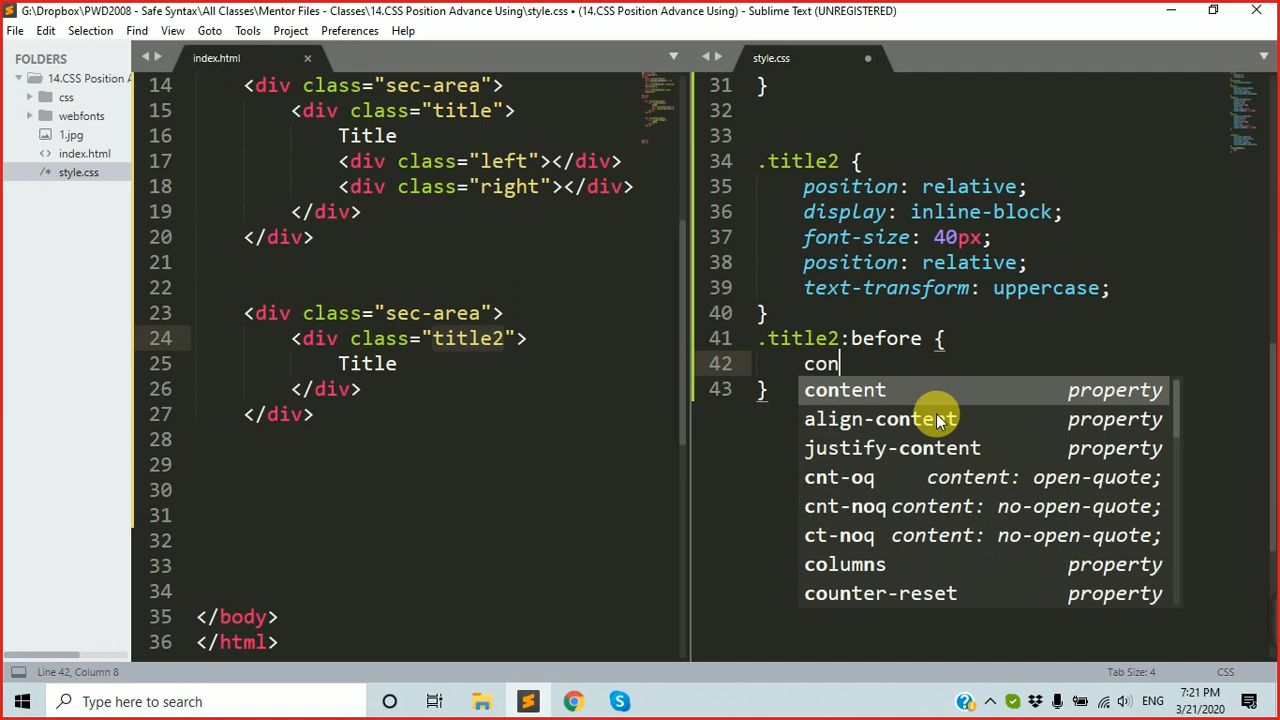 G:\Dropbox\PWD2008 - Safe Syntax\All Classes\Mentor Files - Classes\14.CSS Position Advance Using\style.css • (14.CSS Position Advance Using) - Sublime Text (UNREGISTERED)
File Edit Selection Find View Goto Tools Project Preferences Help
FOLDERS
14.CSS Position A
css
webfonts
1.jpg
index.html
/* style.css
index.html ×
14 <div class="sec-area">
15 <div class="title">
16 Title
17 <div class="left"></div>
18 <div class="right"></div>
19 </div>
20 </div>
21
22
23 <div class="sec-area">
24 <div class="title2">
25 Title
26 </div>
27 </div>
28
29
30
31
32
33
34
35 </body>
36 </html>
style.css
31 }
32
33
34 .title2 {
35 position: relative;
36 display: inline-block;
37 font-size: 40px;
38 position: relative;
39 text-transform: uppercase;
40 }
41 .title2:before {
42 con
43 }
content property
align-content property
justify-content property
cnt-oq content: open-quote;
cnt-noq content: no-open-quote;
ct-noq content: no-open-quote;
columns property
counter-reset property
Line 42, Column 8
Tab Size: 4 CSS
Type here to search
ENG
7:21 PM
3/21/2020